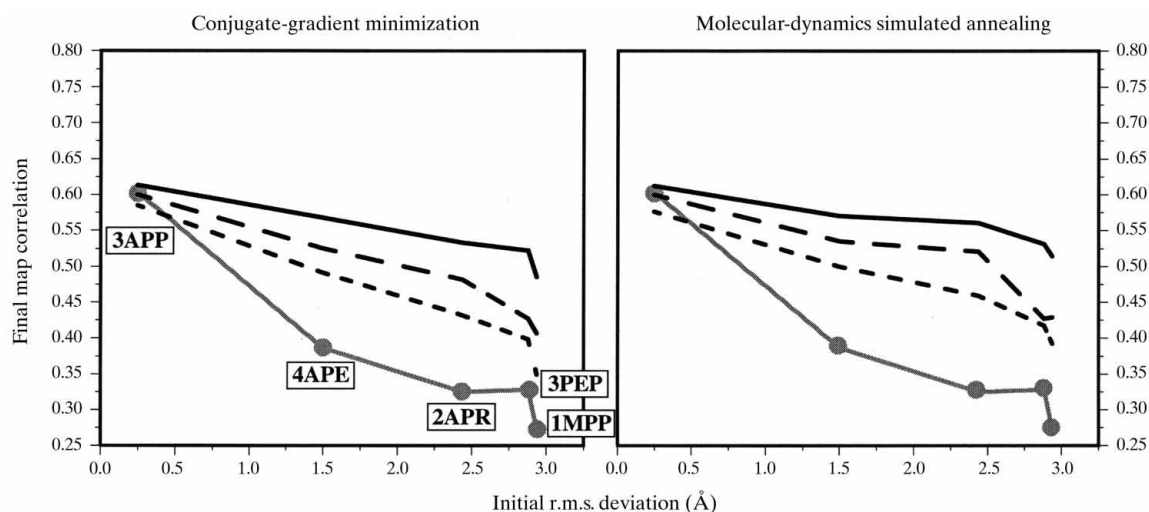 Conjugate-gradient minimization
Molecular-dynamics simulated annealing
0.80
0.75
0.70
0.65
0.60
0.55
0.50
0.45
0.40
0.35
0.30
0.25
Final map correlation
3APP
4APE
2APR
3PEP
1MPP
0.80
0.75
0.70
0.65
0.60
0.55
0.50
0.45
0.40
0.35
0.30
0.25
0.0 0.5 1.0 1.5 2.0 2.5 3.0
0.0 0.5 1.0 1.5 2.0 2.5 3.0
Initial r.m.s. deviation (Å)